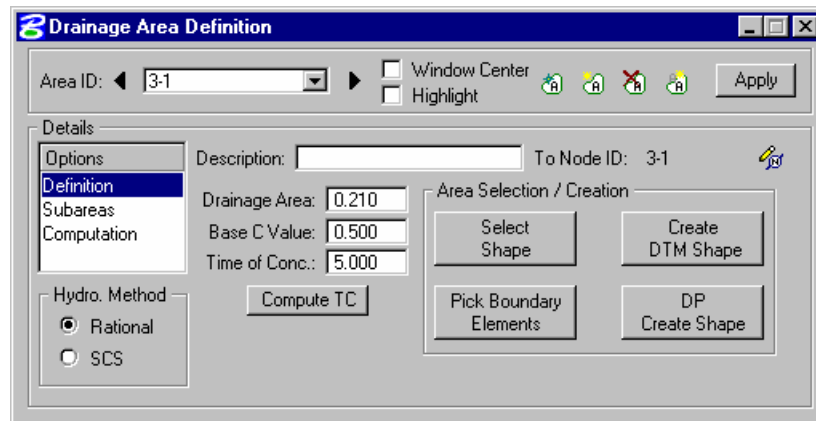 Drainage Area Definition
Area ID: 3-1
Window Center
Highlight
Apply
Details
Options
Definition
Subareas
Computation
Description:
To Node ID: 3-1
Drainage Area: 0.210
Base C Value: 0.500
Time of Conc.: 5.000
Compute TC
Area Selection / Creation
Select
Shape
Create
DTM Shape
Pick Boundary
Elements
DP
Create Shape
Hydro. Method
Rational
SCS